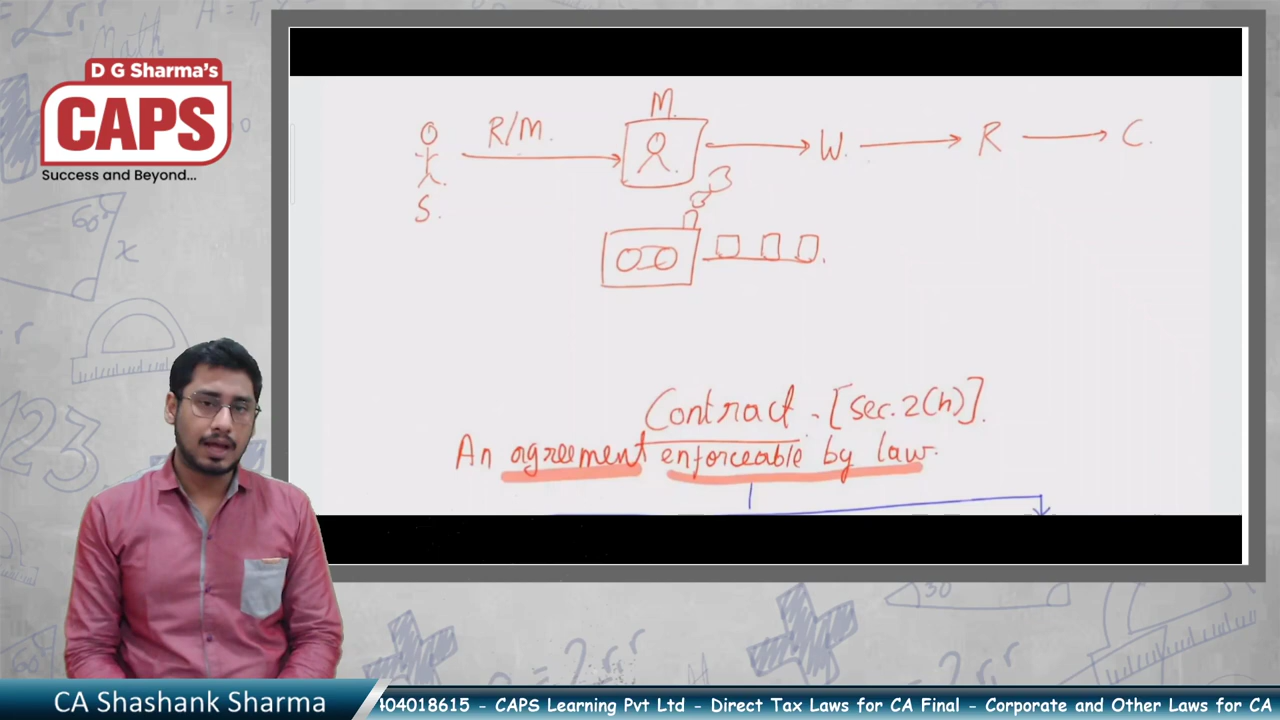 D G Sharma's
CAPS
Success and Beyond...
M.
R/M.
W.
R
C.
S.
Contract - [Sec. 2(h)].
An agreement enforceable by law.
CA Shashank Sharma
404018615 - CAPS Learning Pvt Ltd - Direct Tax Laws for CA Final - Corporate and Other Laws for CA